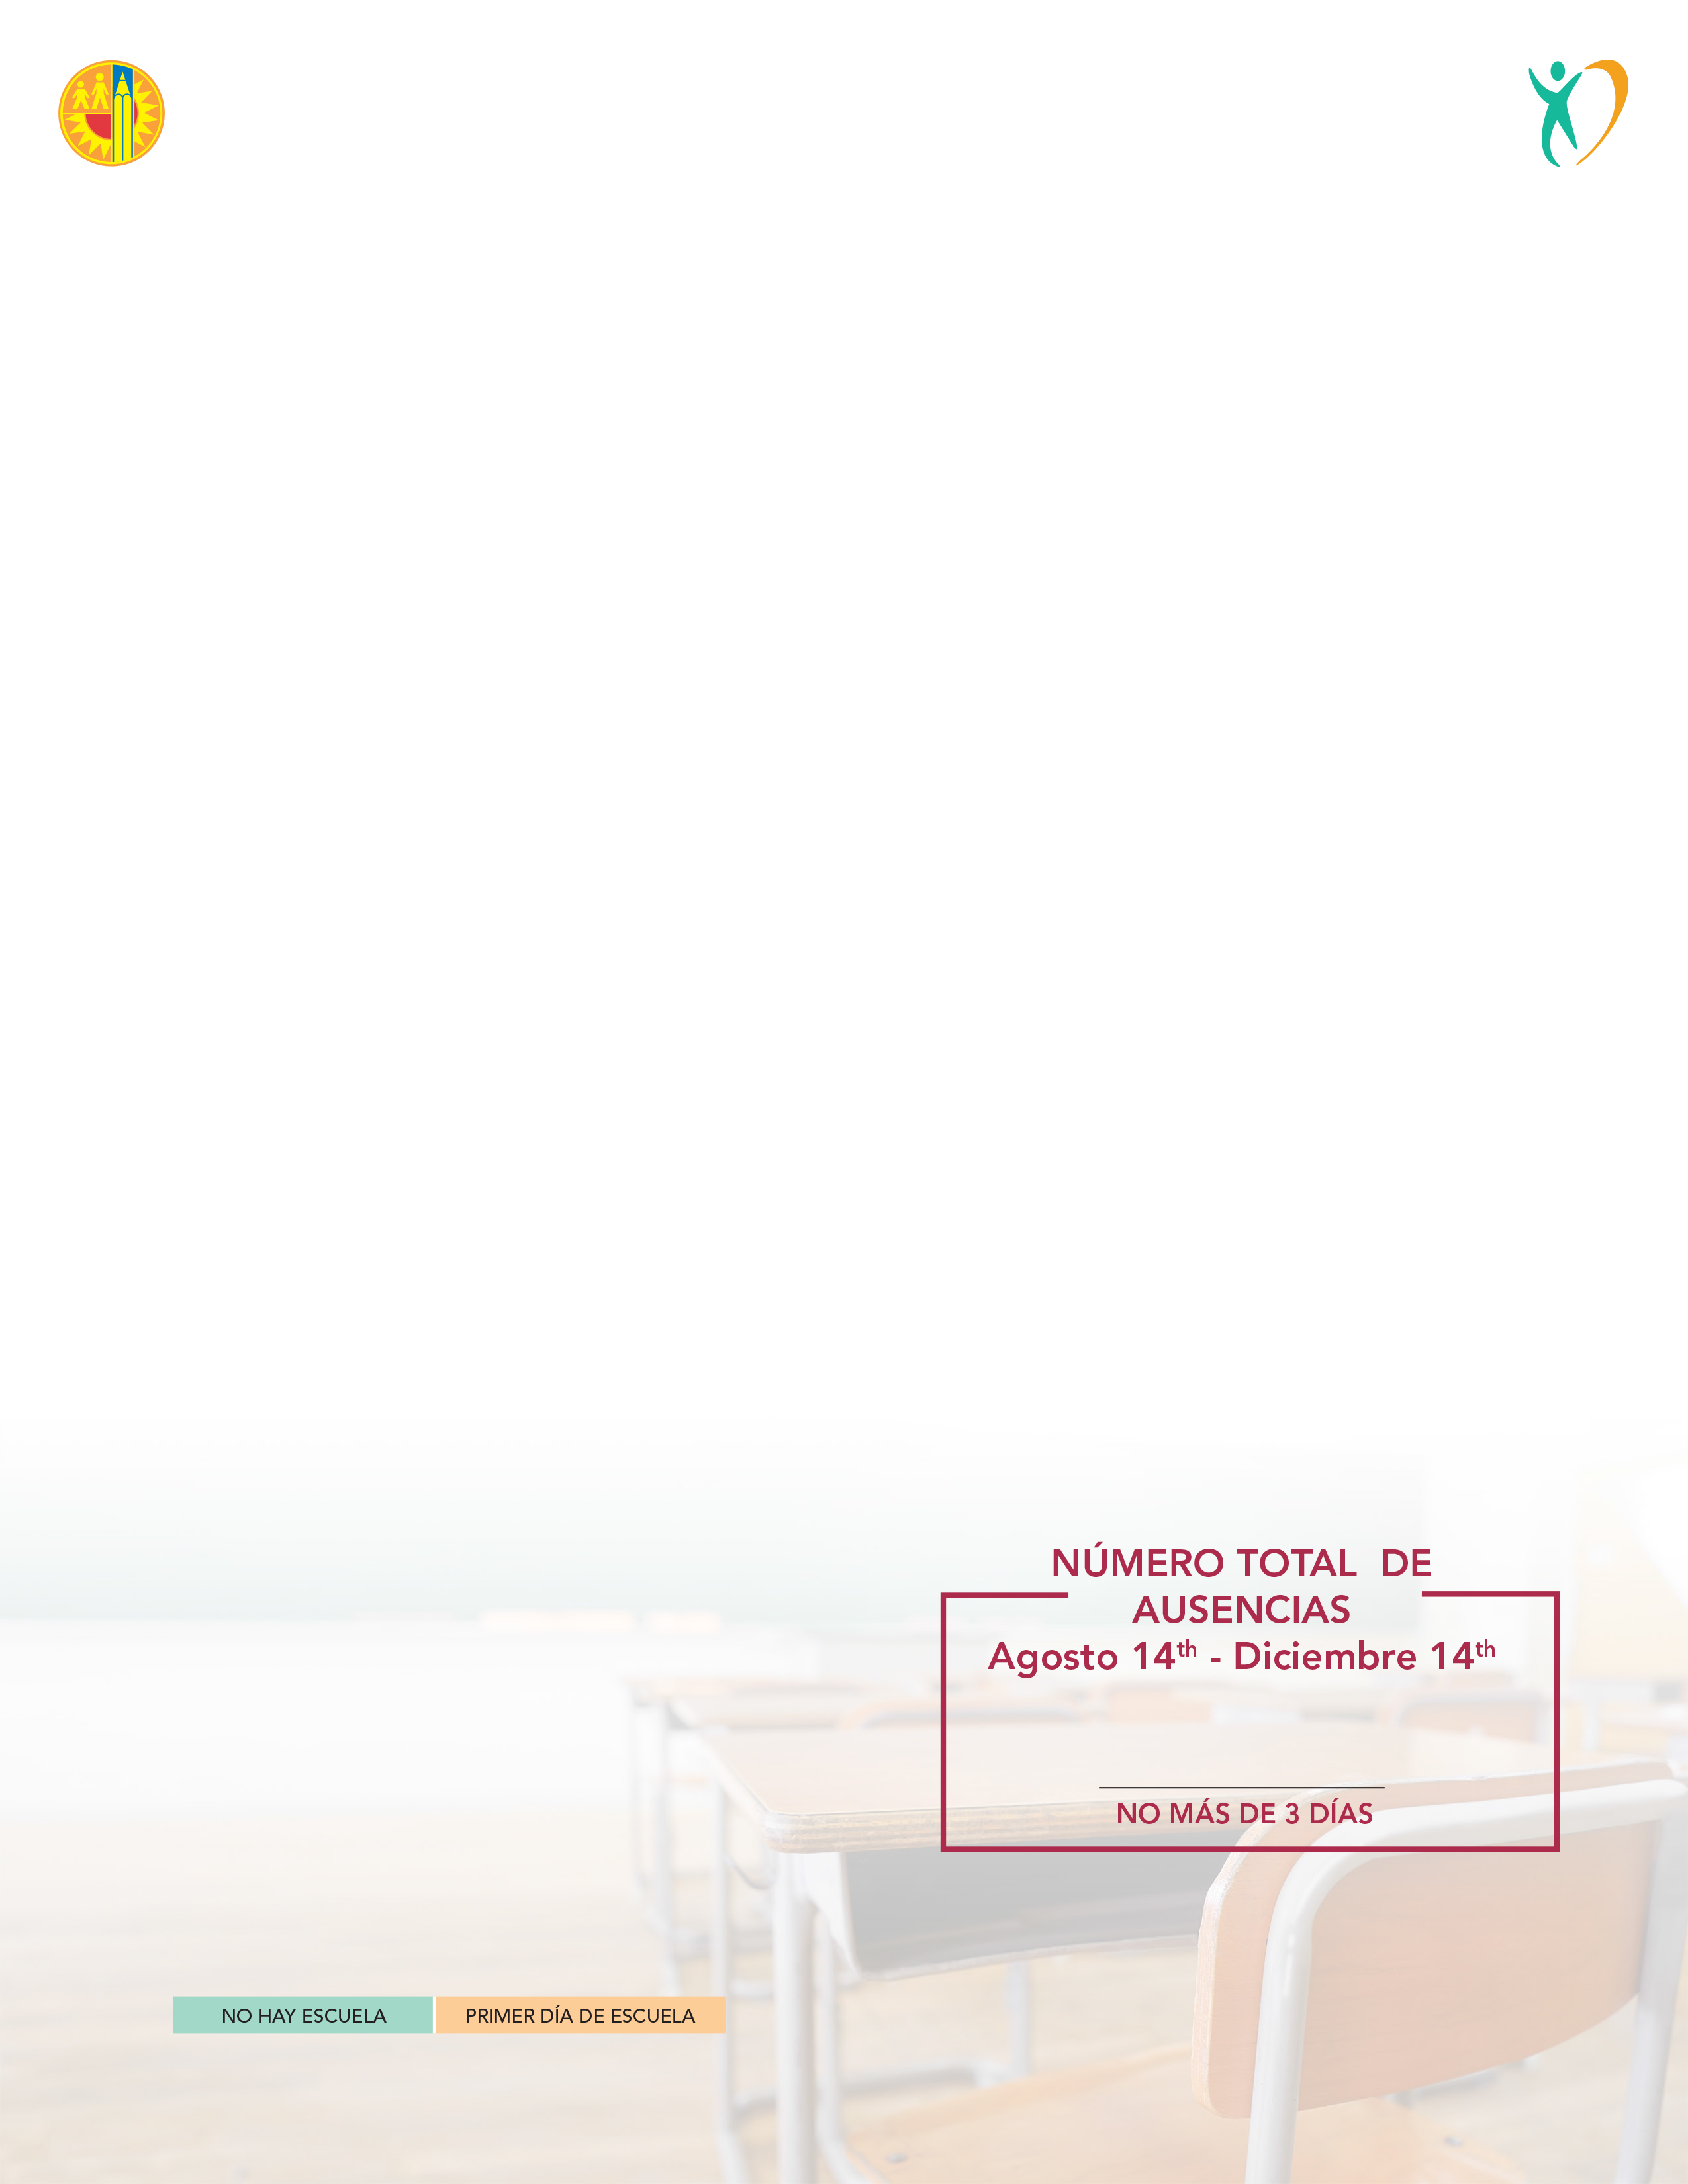 NÚMERO TOTAL  DE
AUSENCIAS
Agosto 14th - Diciembre 14th
NO MÁS DE 3 DÍAS
NO HAY ESCUELA
PRIMER DÍA DE ESCUELA